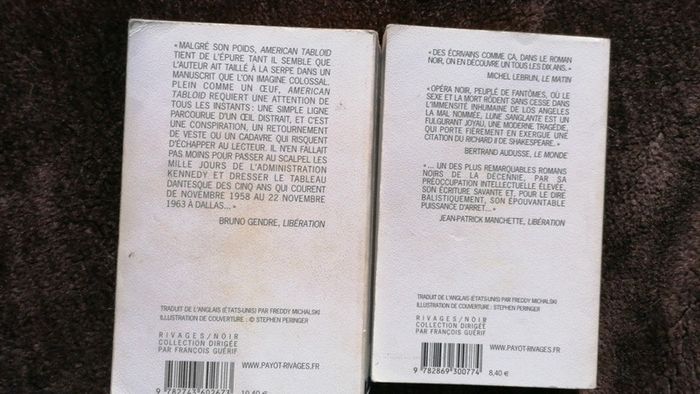 « MALGRÉ SON POIDS, AMERICAN TABLOID
TIENT DE L'ÉPURE TANT IL SEMBLE QUE
L'AUTEUR AIT TAILLÉ À LA SERPE DANS UN
MANUSCRIT QUE L'ON IMAGINE COLOSSAL.
PLEIN COMME UN ŒUF, AMERICAN
TABLOID REQUIERT UNE ATTENTION DE
TOUS LES INSTANTS : UNE SIMPLE LIGNE
PARCOURUE D'UN ŒIL DISTRAIT, ET C'EST
UNE CONSPIRATION, UN RETOURNEMENT
DE VESTE OU UN CADAVRE QUI RISQUENT
D'ÉCHAPPER AU LECTEUR. IL N'EN FALLAIT
PAS MOINS POUR PASSER AU SCALPEL LES
MILLE JOURS DE L'ADMINISTRATION
KENNEDY ET DRESSER LE TABLEAU
DANTESQUE DES CINQ ANS QUI COURENT
DE NOVEMBRE 1958 AU 22 NOVEMBRE
1963 À DALLAS... »
BRUNO GENDRE, LIBÉRATION
TRADUIT DE L'ANGLAIS (ÉTATS-UNIS) PAR FREDDY MICHALSKI
ILLUSTRATION DE COUVERTURE : © STEPHEN PERINGER
RIVAGES/NOIR
COLLECTION DIRIGÉE
PAR FRANÇOIS GUÉRIF
WWW.PAYOT-RIVAGES.FR
9 782743 602673
10,40 €
« DES ÉCRIVAINS COMME ÇA, DANS LE ROMAN
NOIR, ON EN DÉCOUVRE UN TOUS LES DIX ANS. »
MICHEL LEBRUN, LE MATIN
« OPÉRA NOIR, PEUPLÉ DE FANTÔMES, OÙ LE
SEXE ET LA MORT RÔDENT SANS CESSE DANS
L'IMMENSITÉ INHUMAINE DE LOS ANGELES
LA MAL NOMMÉE, LUNE SANGLANTE EST UN
FULGURANT JOYAU, UNE MODERNE TRAGÉDIE,
QUI PORTE FIÈREMENT EN EXERGUE UNE
CITATION DU RICHARD II DE SHAKESPEARE. »
BERTRAND AUDUSSE, LE MONDE
« ... UN DES PLUS REMARQUABLES ROMANS
NOIRS DE LA DÉCENNIE, PAR SA
PRÉOCCUPATION INTELLECTUELLE ÉLEVÉE,
SON ÉCRITURE SAVANTE ET, POUR LE DIRE
BALISTIQUEMENT, SON ÉPOUVANTABLE
PUISSANCE D'ARRÊT... »
JEAN-PATRICK MANCHETTE, LIBÉRATION
TRADUIT DE L'ANGLAIS (ÉTATS-UNIS) PAR FREDDY MICHALSKI
ILLUSTRATION DE COUVERTURE : STEPHEN PERINGER
RIVAGES/NOIR
COLLECTION DIRIGÉE
PAR FRANÇOIS GUÉRIF
WWW.PAYOT-RIVAGES.FR
9 782869 300774
8,40 €